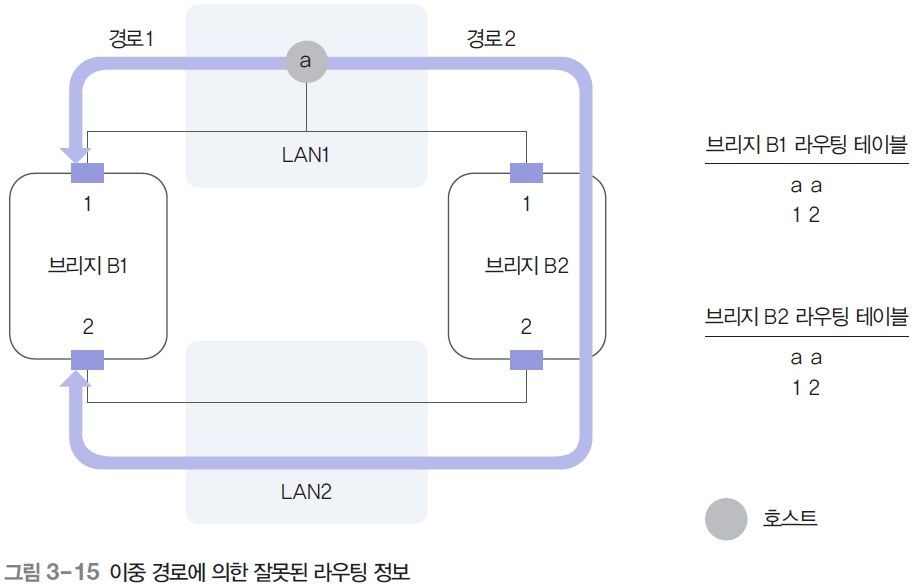 경로1
경로2
a
LAN1
1
브리지 B1
2
1
브리지 B2
2
LAN2
브리지 B1 라우팅 테이블
a a
1 2
브리지 B2 라우팅 테이블
a a
1 2
호스트
그림 3-15 이중 경로에 의한 잘못된 라우팅 정보